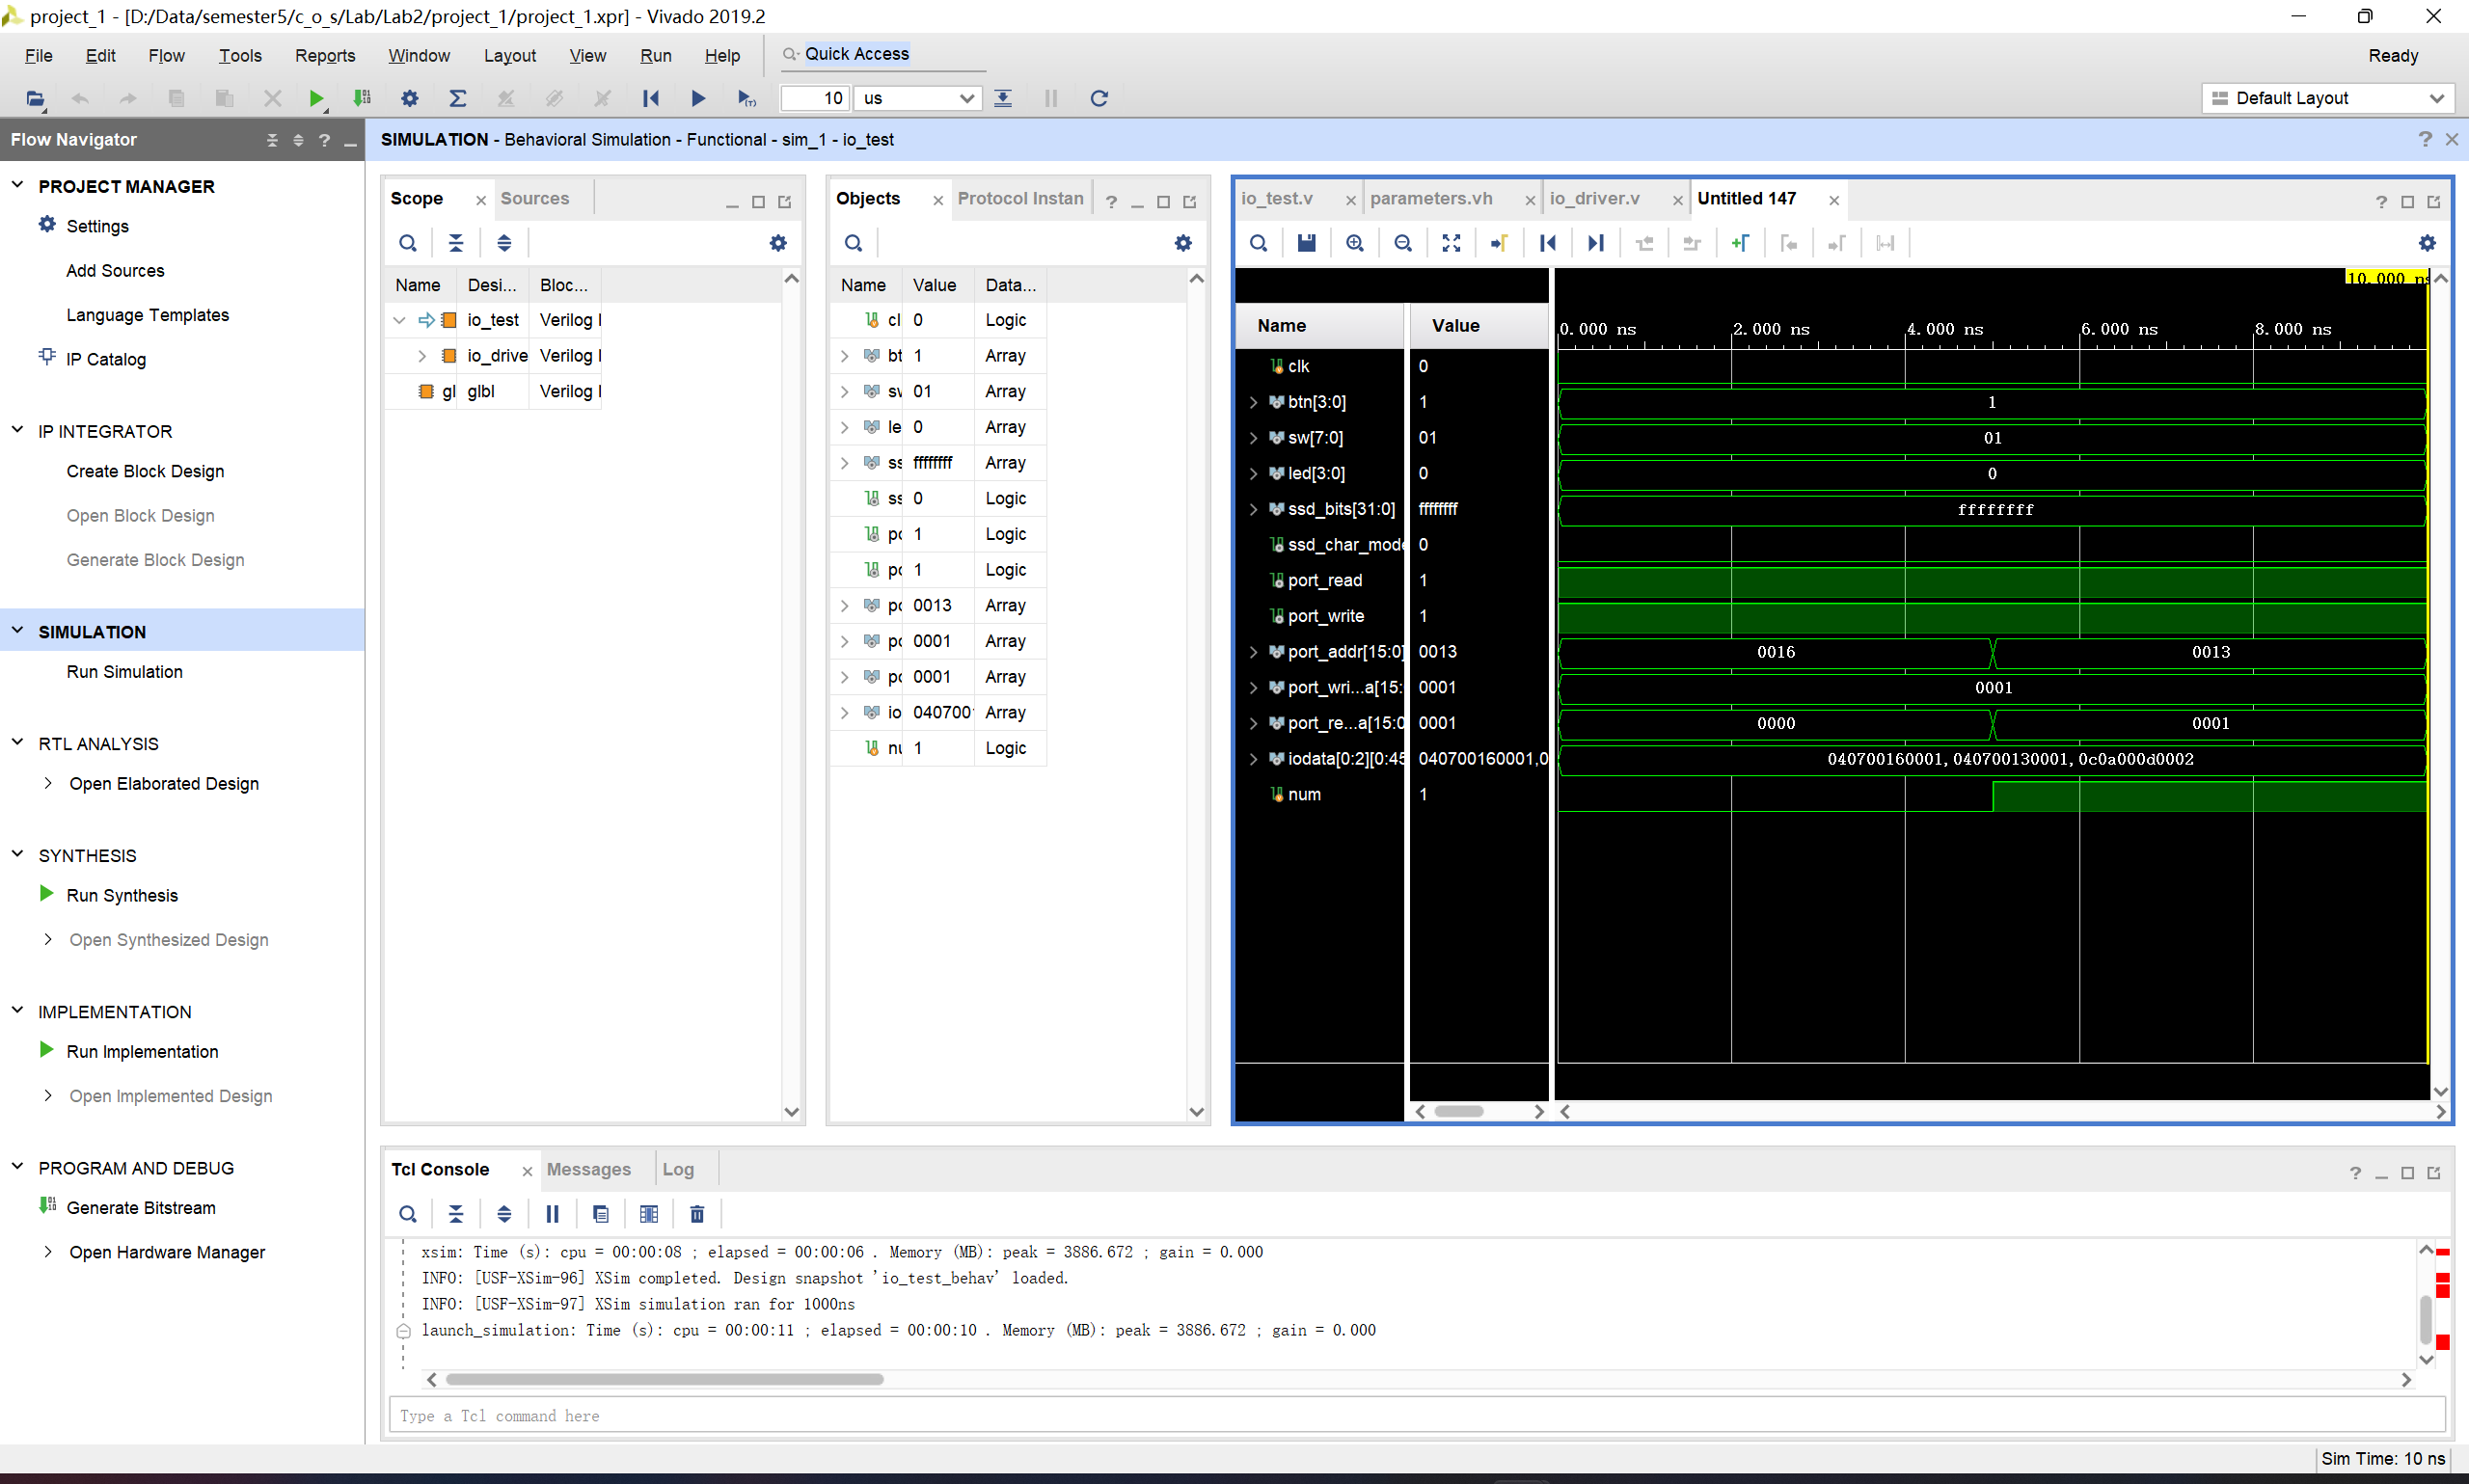 project_1 - [D:/Data/semester5/c_o_s/Lab/Lab2/project_1/project_1.xpr] - Vivado 2019.2
File Edit Flow Tools Reports Window Layout View Run Help Quick Access Ready
10 us Default Layout
Flow Navigator
SIMULATION - Behavioral Simulation - Functional - sim_1 - io_test
PROJECT MANAGER
Settings
Add Sources
Language Templates
IP Catalog
IP INTEGRATOR
Create Block Design
Open Block Design
Generate Block Design
SIMULATION
Run Simulation
RTL ANALYSIS
Open Elaborated Design
SYNTHESIS
Run Synthesis
Open Synthesized Design
IMPLEMENTATION
Run Implementation
Open Implemented Design
PROGRAM AND DEBUG
Generate Bitstream
Open Hardware Manager
Scope Sources
Name Desi... Bloc...
io_test Verilog
io_drive Verilog
gl glbl Verilog
Objects Protocol Instan
Name Value Data...
cl 0 Logic
bt 1 Array
sw 01 Array
le 0 Array
ss ffffffff Array
ss 0 Logic
po 1 Logic
po 1 Logic
po 0013 Array
po 0001 Array
po 0001 Array
io 040700 Array
nu 1 Logic
io_test.v parameters.vh io_driver.v Untitled 147
10.000 ns
Name Value 0.000 ns 2.000 ns 4.000 ns 6.000 ns 8.000 ns
clk 0
btn[3:0] 1 1
sw[7:0] 01 01
led[3:0] 0 0
ssd_bits[31:0] ffffffff ffffffff
ssd_char_mode 0
port_read 1
port_write 1
port_addr[15:0] 0013 0016 0013
port_wri...a[15: 0001 0001
port_re...a[15:0 0001 0000 0001
iodata[0:2][0:45 040700160001,0 040700160001,040700130001,0c0a000d0002
num 1
Tcl Console Messages Log
xsim: Time (s): cpu = 00:00:08 ; elapsed = 00:00:06 . Memory (MB): peak = 3886.672 ; gain = 0.000
INFO: [USF-XSim-96] XSim completed. Design snapshot 'io_test_behav' loaded.
INFO: [USF-XSim-97] XSim simulation ran for 1000ns
launch_simulation: Time (s): cpu = 00:00:11 ; elapsed = 00:00:10 . Memory (MB): peak = 3886.672 ; gain = 0.000
Type a Tcl command here
Sim Time: 10 ns